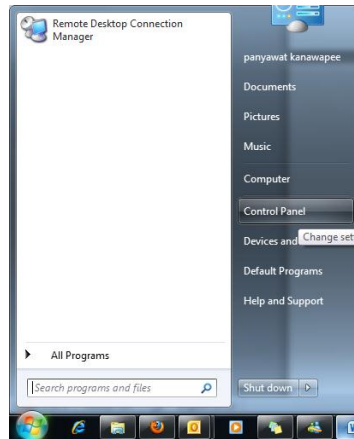 Remote Desktop Connection
Manager
panyawat kanawapee
Documents
Pictures
Music
Computer
Control Panel
Devices and
Change set
Default Programs
Help and Support
All Programs
Search programs and files
Shut down